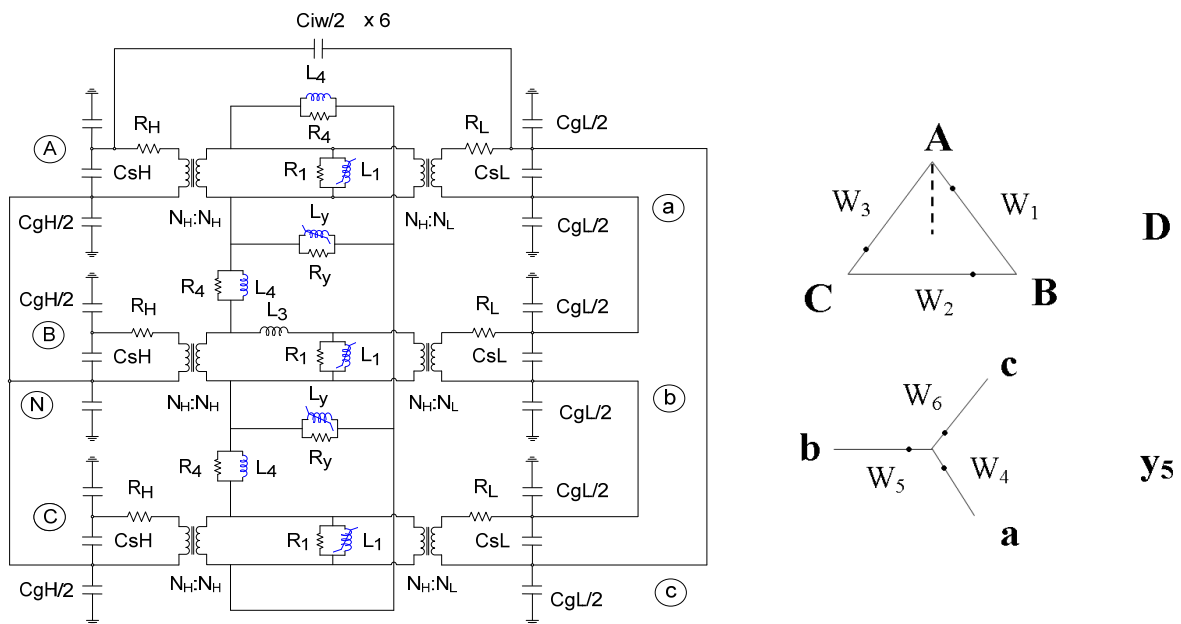 Ciw/2 x 6
L4
R4
RH
RL
CgL/2
A
CsH
R1
L1
CsL
CgH/2
NH:NH
Ly
NH:NL
a
CgL/2
Ry
CgH/2
R4
L4
RH
L3
RL
CgL/2
B
CsH
R1
L1
CsL
N
NH:NH
Ly
NH:NL
CgL/2
b
Ry
R4
L4
RH
RL
CgL/2
C
CsH
R1
L1
CsL
CgH/2
NH:NH
NH:NL
CgL/2
c
A
W3
W1
D
C
W2
B
c
W6
b
W5
W4
y5
a